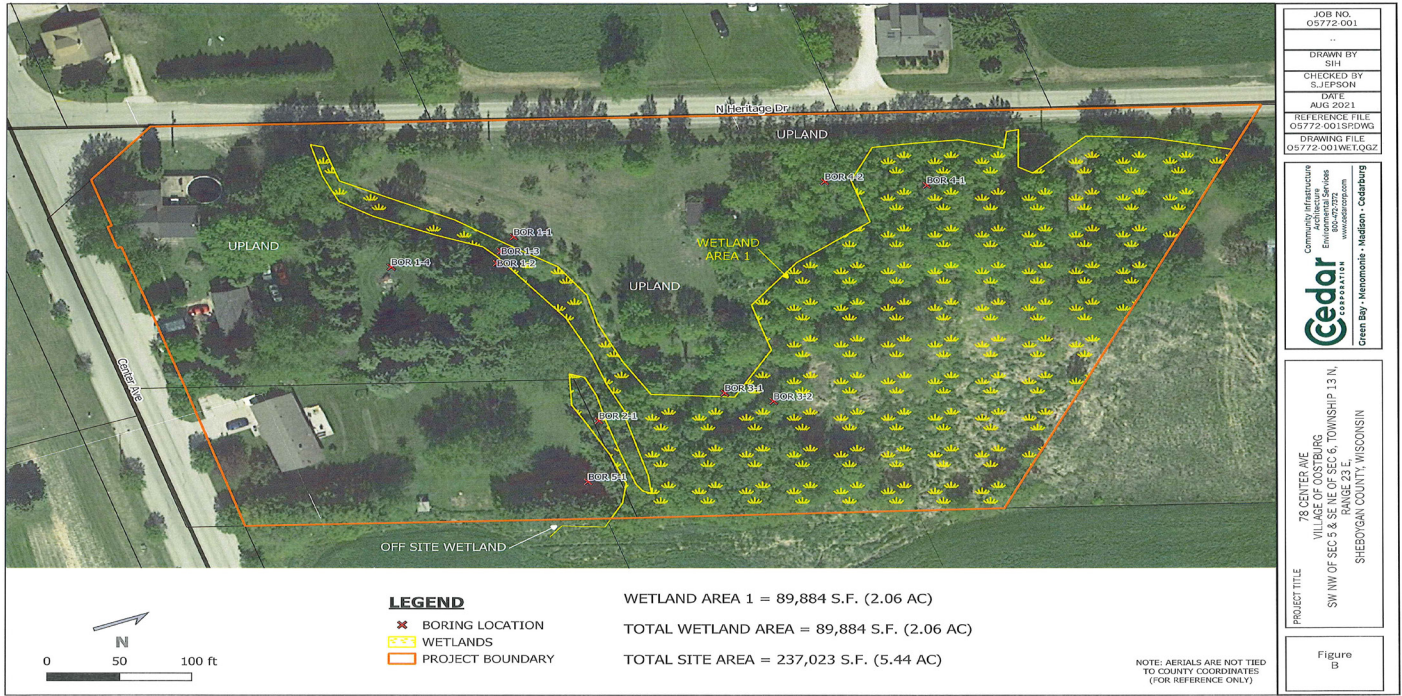 N Heritage Dr
UPLAND
BOR 4-2
BOR 4-1
BOR 1-1
UPLAND
BOR 1-3
WETLAND
AREA 1
BOR 1-4
BOR 1-2
UPLAND
Center Ave
BOR 3-1
BOR 3-2
BOR 2-1
BOR 5-1
OFF SITE WETLAND
N
0 50 100 ft
LEGEND
BORING LOCATION
WETLANDS
PROJECT BOUNDARY
WETLAND AREA 1 = 89,884 S.F. (2.06 AC)
TOTAL WETLAND AREA = 89,884 S.F. (2.06 AC)
TOTAL SITE AREA = 237,023 S.F. (5.44 AC)
NOTE: AERIALS ARE NOT TIED
TO COUNTY COORDINATES
(FOR REFERENCE ONLY)
JOB NO.
05772-001
--
DRAWN BY
SIH
CHECKED BY
S.JEPSON
DATE
AUG 2021
REFERENCE FILE
05772-001SP.DWG
DRAWING FILE
05772-001WET.QGZ
Cedar
CORPORATION
Community Infrastructure
Architecture
Environmental Services
800-472-7372
www.cedarcorp.com
Green Bay - Menomonie - Madison - Cedarburg
PROJECT TITLE
78 CENTER AVE
VILLAGE OF OOSTBURG
SW NW OF SEC 5 & SE NE OF SEC 6, TOWNSHIP 13 N,
RANGE 23 E,
SHEBOYGAN COUNTY, WISCONSIN
Figure
B